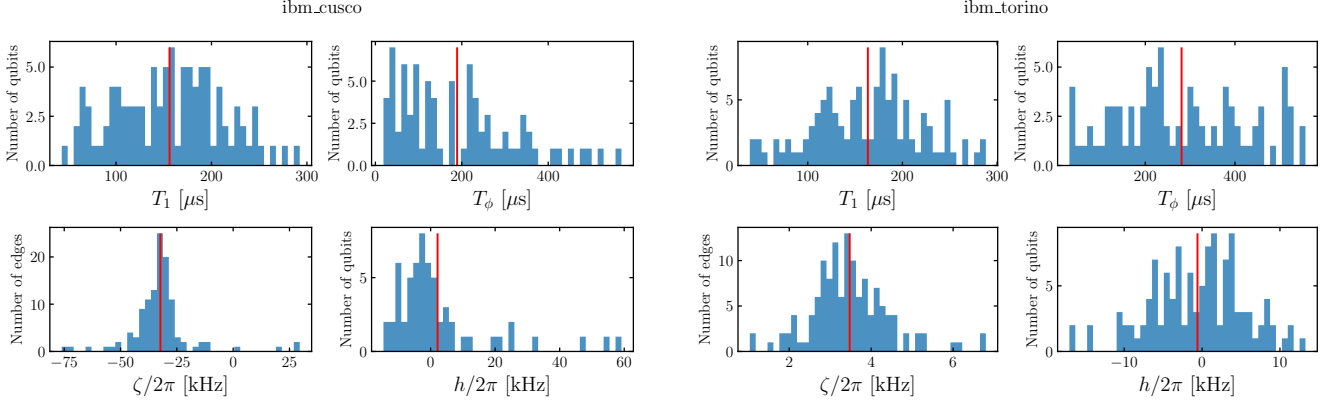 ibm_cusco
ibm_torino
Number of qubits
5.0
2.5
0.0
100
200
300
T₁ [μs]
Number of qubits
7.5
5.0
2.5
0.0
0
200
400
T_ϕ [μs]
Number of qubits
5
0
100
200
300
T₁ [μs]
Number of qubits
5.0
2.5
0.0
200
400
T_ϕ [μs]
Number of edges
20
10
0
−75
−50
−25
0
25
ζ/2π [kHz]
Number of qubits
5
0
0
20
40
60
h/2π [kHz]
Number of edges
10
5
0
2
4
6
ζ/2π [kHz]
Number of qubits
5
0
−10
0
10
h/2π [kHz]